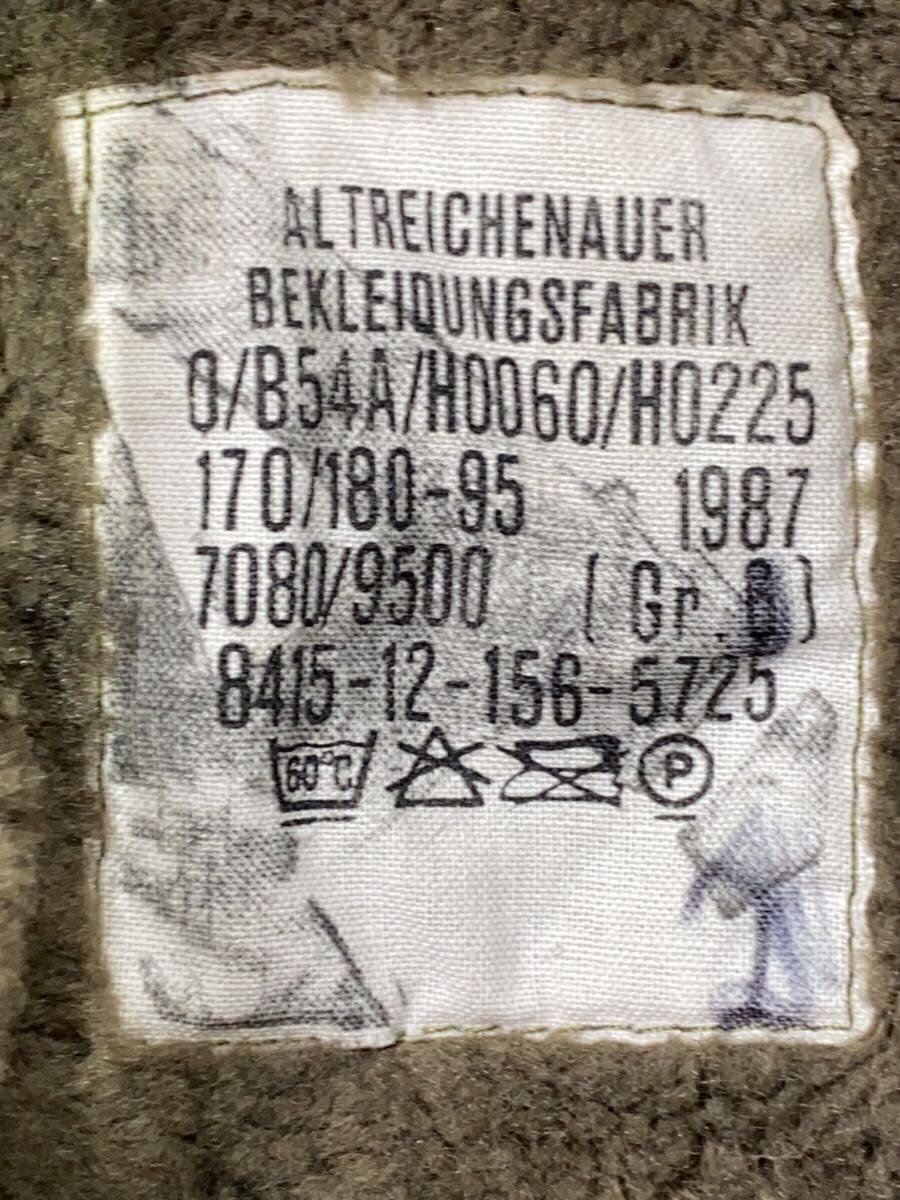 ALTREICHENAUER
BEKLEIDUNGSFABRIK
0/B54A/H0060/H0225
170/180-95 1987
7080/9500 (Gr. )
8415-12-156-5725
60°C P